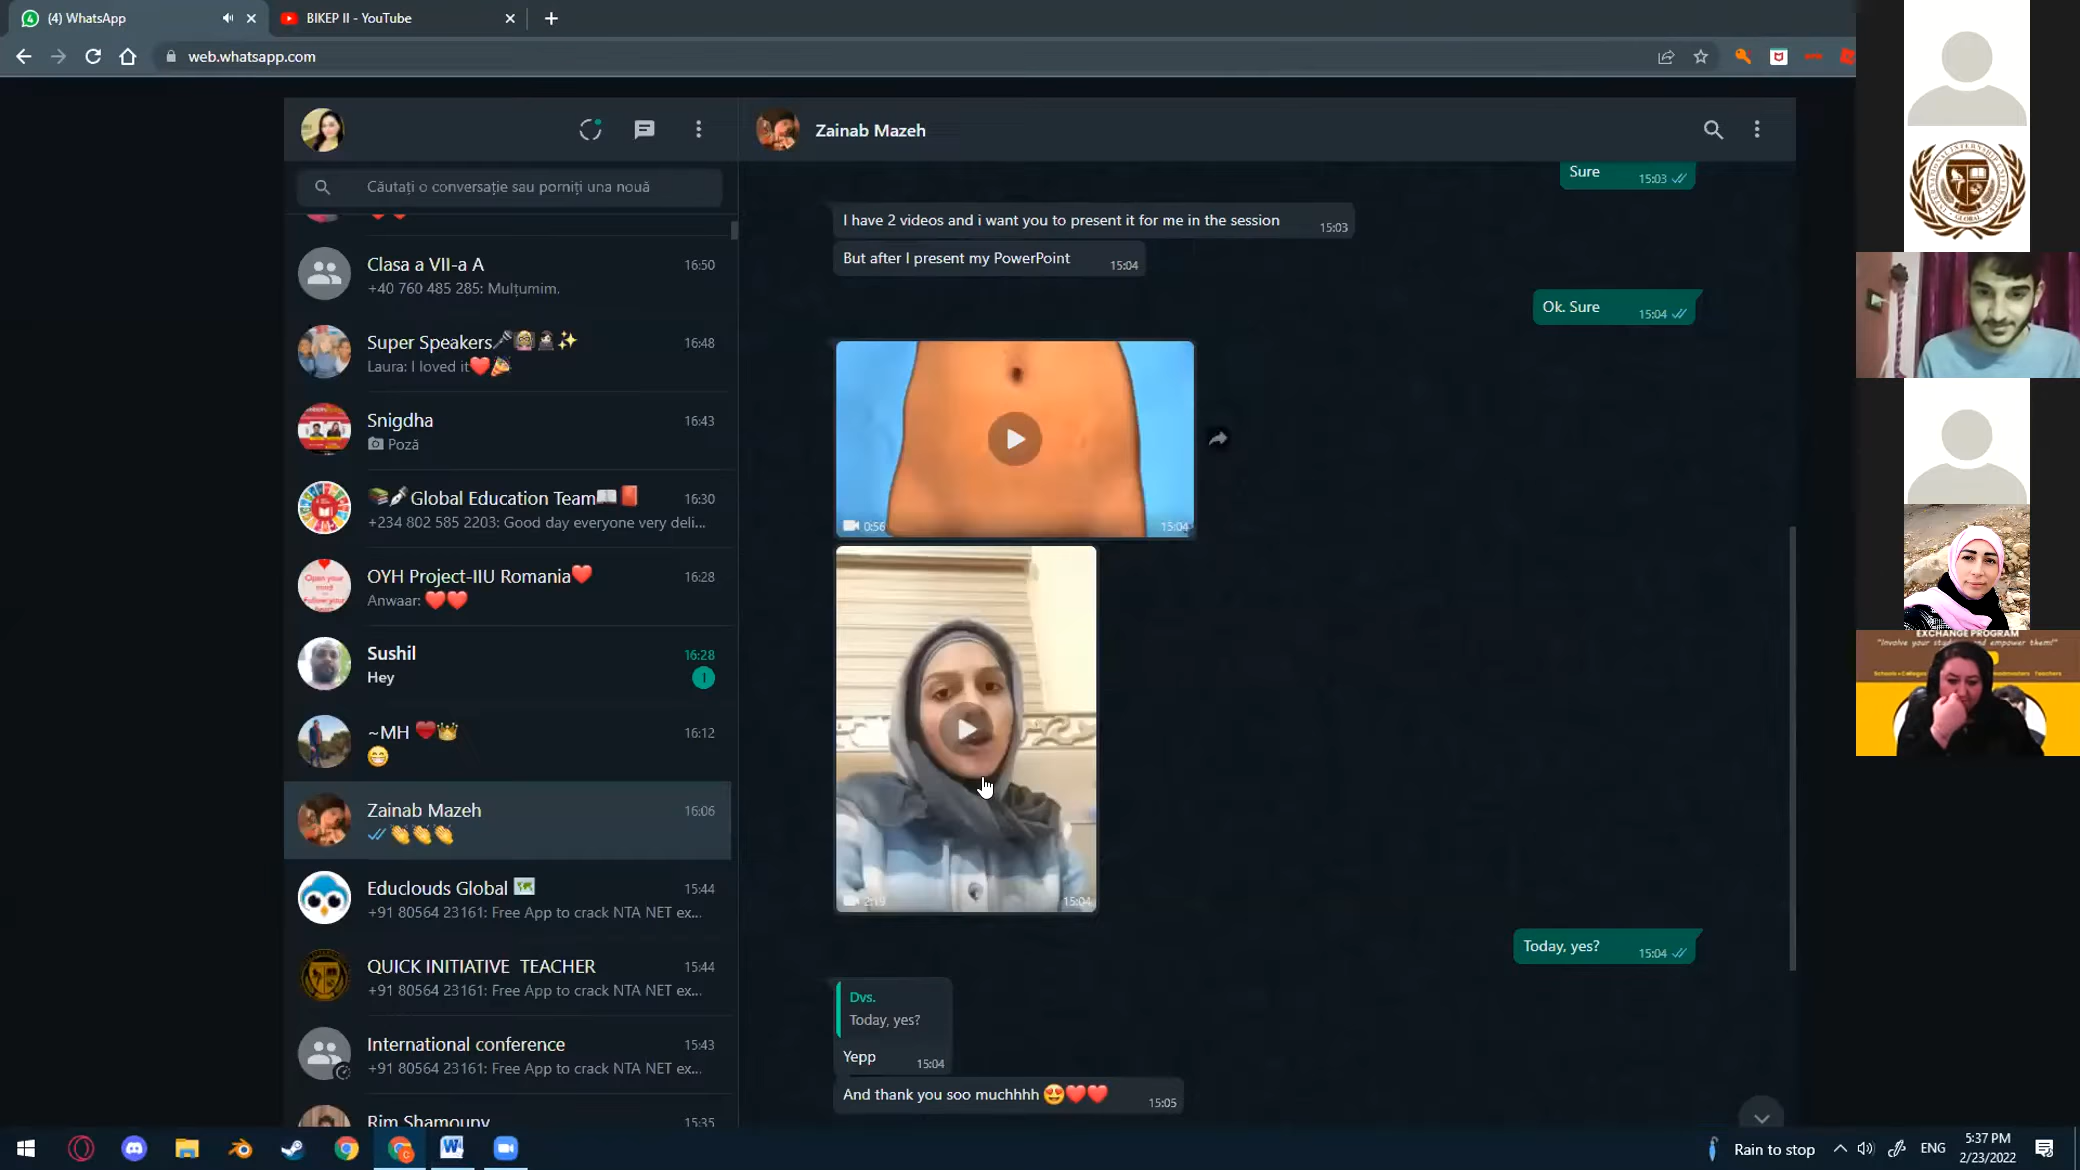 (4) WhatsApp
BIKEP II - YouTube
web.whatsapp.com
Căutați o conversație sau porniți una nouă
Clasa a VII-a A
16:50
+40 760 485 285: Mulțumim.
Super Speakers
16:48
Laura: I loved it
Snigdha
16:43
Poză
Global Education Team
16:30
+234 802 585 2203: Good day everyone very deli...
OYH Project-IIU Romania
16:28
Anwaar:
Sushil
16:28
Hey
1
~MH
16:12
Zainab Mazeh
16:06
Educlouds Global
15:44
+91 80564 23161: Free App to crack NTA NET ex...
QUICK INITIATIVE TEACHER
15:44
+91 80564 23161: Free App to crack NTA NET ex...
International conference
15:43
+91 80564 23161: Free App to crack NTA NET ex...
Rim Shamouny
15:35
Zainab Mazeh
Sure
15:03
I have 2 videos and i want you to present it for me in the session
15:03
But after I present my PowerPoint
15:04
Ok. Sure
15:04
0:56
15:04
2:19
15:04
Today, yes?
15:04
Dvs.
Today, yes?
Yepp
15:04
And thank you soo muchhhh
15:05
INTERNATIONAL INTERNSHIP UNIVERSITY
GLOBAL
EXCHANGE PROGRAM
Rain to stop
ENG
5:37 PM
2/23/2022